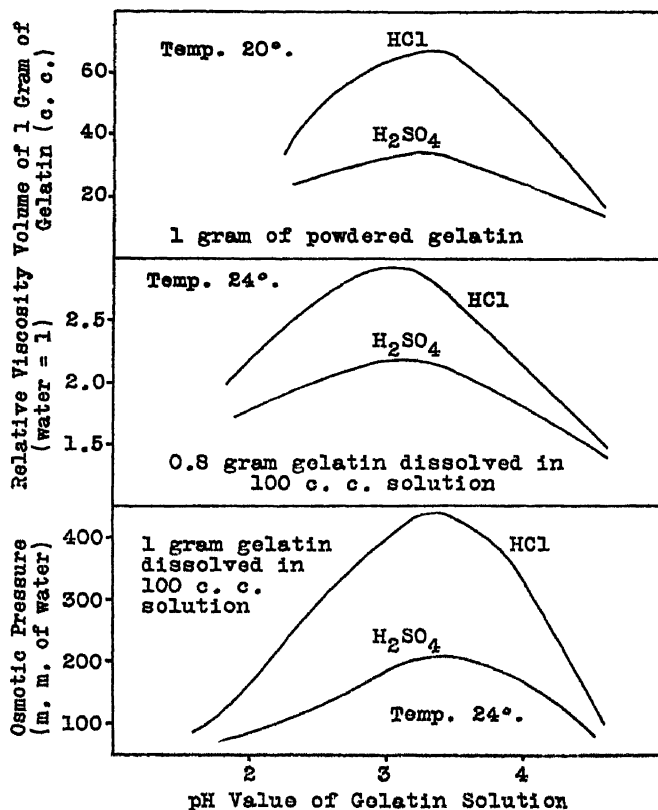 Volume of 1 Gram of
Gelatin (c. c.)
60
40
20
Temp. 20°.
HCl
H2SO4
1 gram of powdered gelatin
Relative Viscosity
(water = 1)
2.5
2.0
1.5
Temp. 24°.
HCl
H2SO4
0.8 gram gelatin dissolved in
100 c. c. solution
Osmotic Pressure
(m. m. of water)
400
300
200
100
1 gram gelatin
dissolved in
100 c. c.
solution
HCl
H2SO4
Temp. 24°.
2
3
4
pH Value of Gelatin Solution